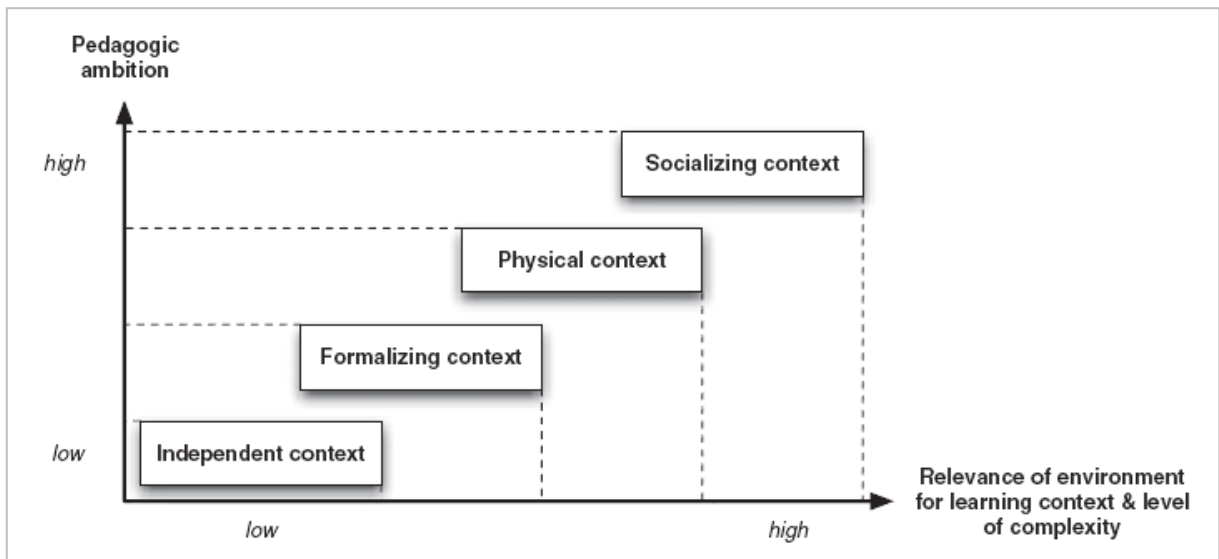 Pedagogic
ambition
high
Socializing context
Physical context
Formalizing context
low
Independent context
Relevance of environment
for learning context & level
of complexity
low
high